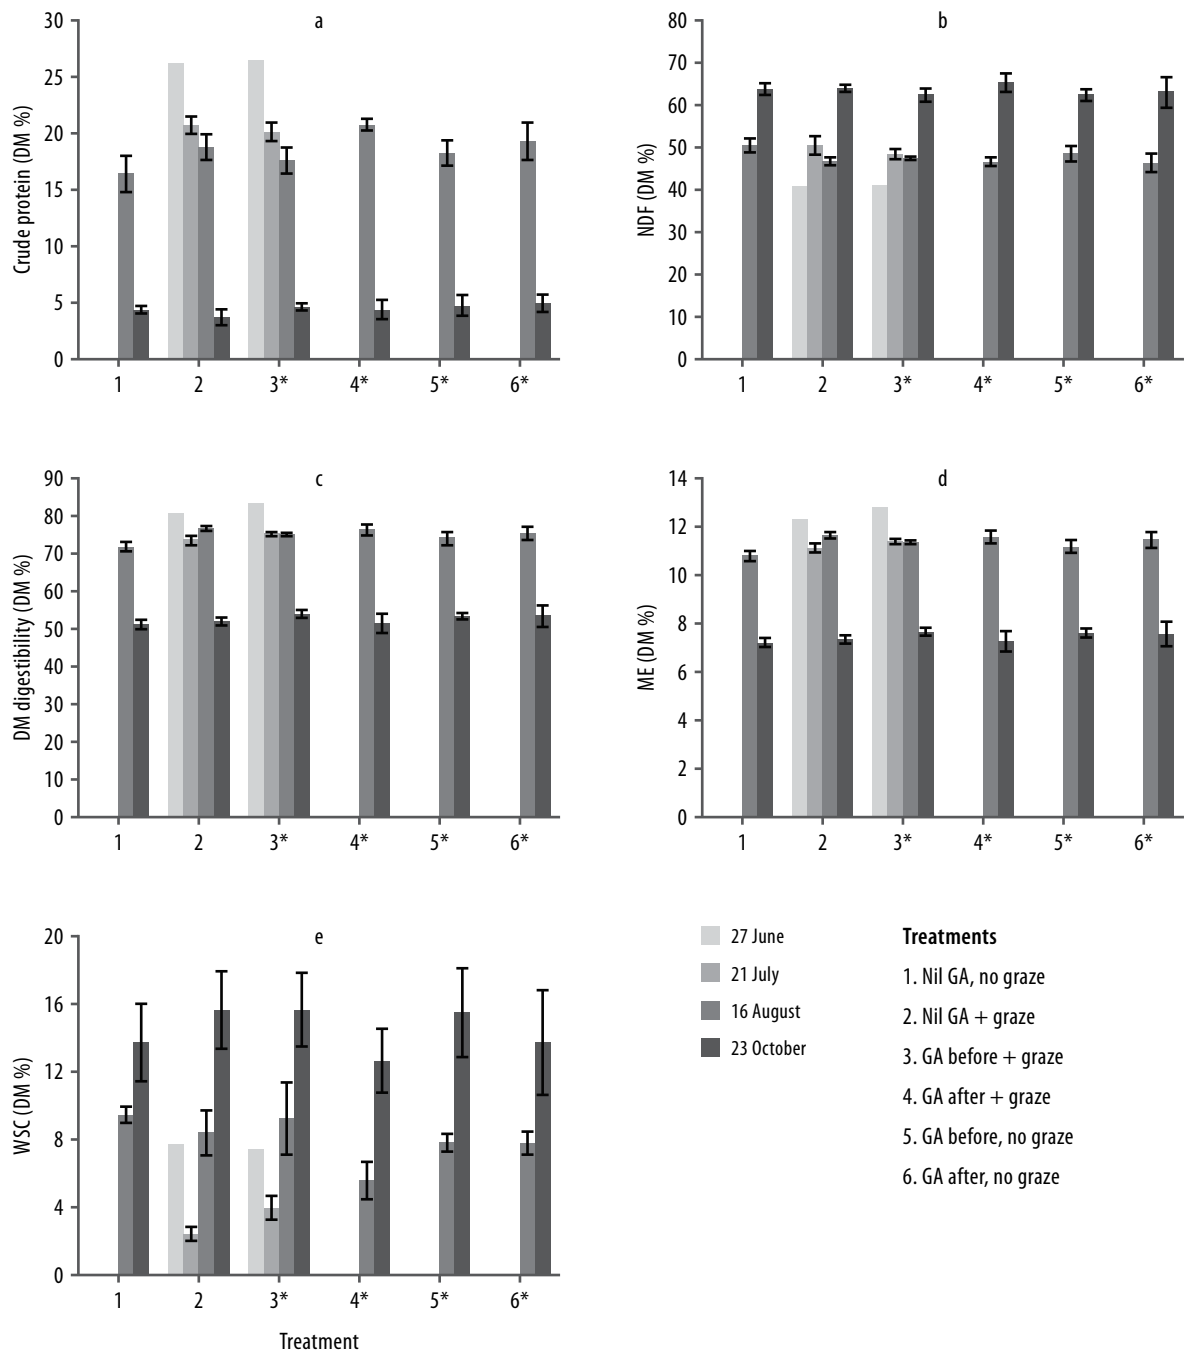 a
Crude protein (DM %)
30
25
20
15
10
5
0
1 2 3* 4* 5* 6*
b
NDF (DM %)
80
70
60
50
40
30
20
10
0
1 2 3* 4* 5* 6*
c
DM digestibility (DM %)
90
80
70
60
50
40
30
20
10
0
1 2 3* 4* 5* 6*
d
ME (DM %)
14
12
10
8
6
4
2
0
1 2 3* 4* 5* 6*
e
WSC (DM %)
20
16
12
8
4
0
1 2 3* 4* 5* 6*
Treatment
27 June
21 July
16 August
23 October
Treatments
1. Nil GA, no graze
2. Nil GA + graze
3. GA before + graze
4. GA after + graze
5. GA before, no graze
6. GA after, no graze